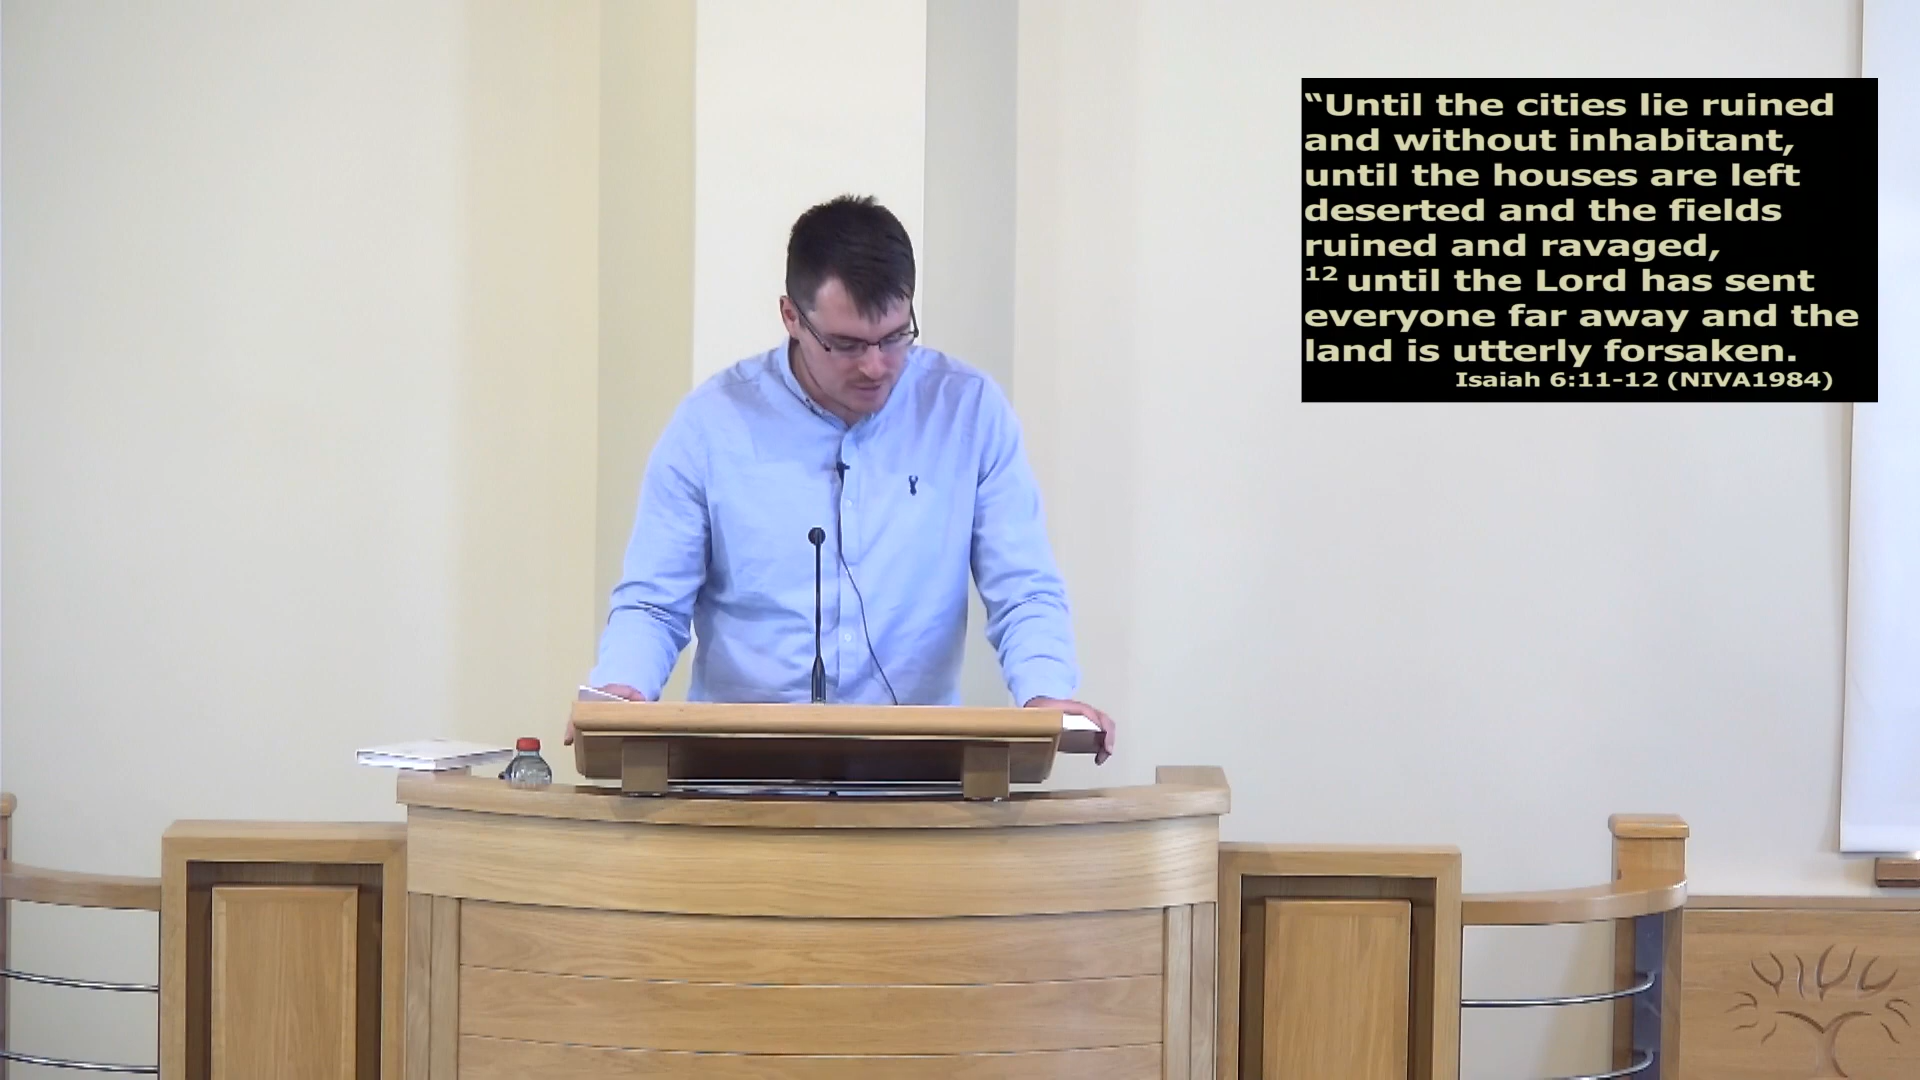 “Until the cities lie ruined
and without inhabitant,
until the houses are left
deserted and the fields
ruined and ravaged,
12 until the Lord has sent
everyone far away and the
land is utterly forsaken.
Isaiah 6:11-12 (NIVA1984)